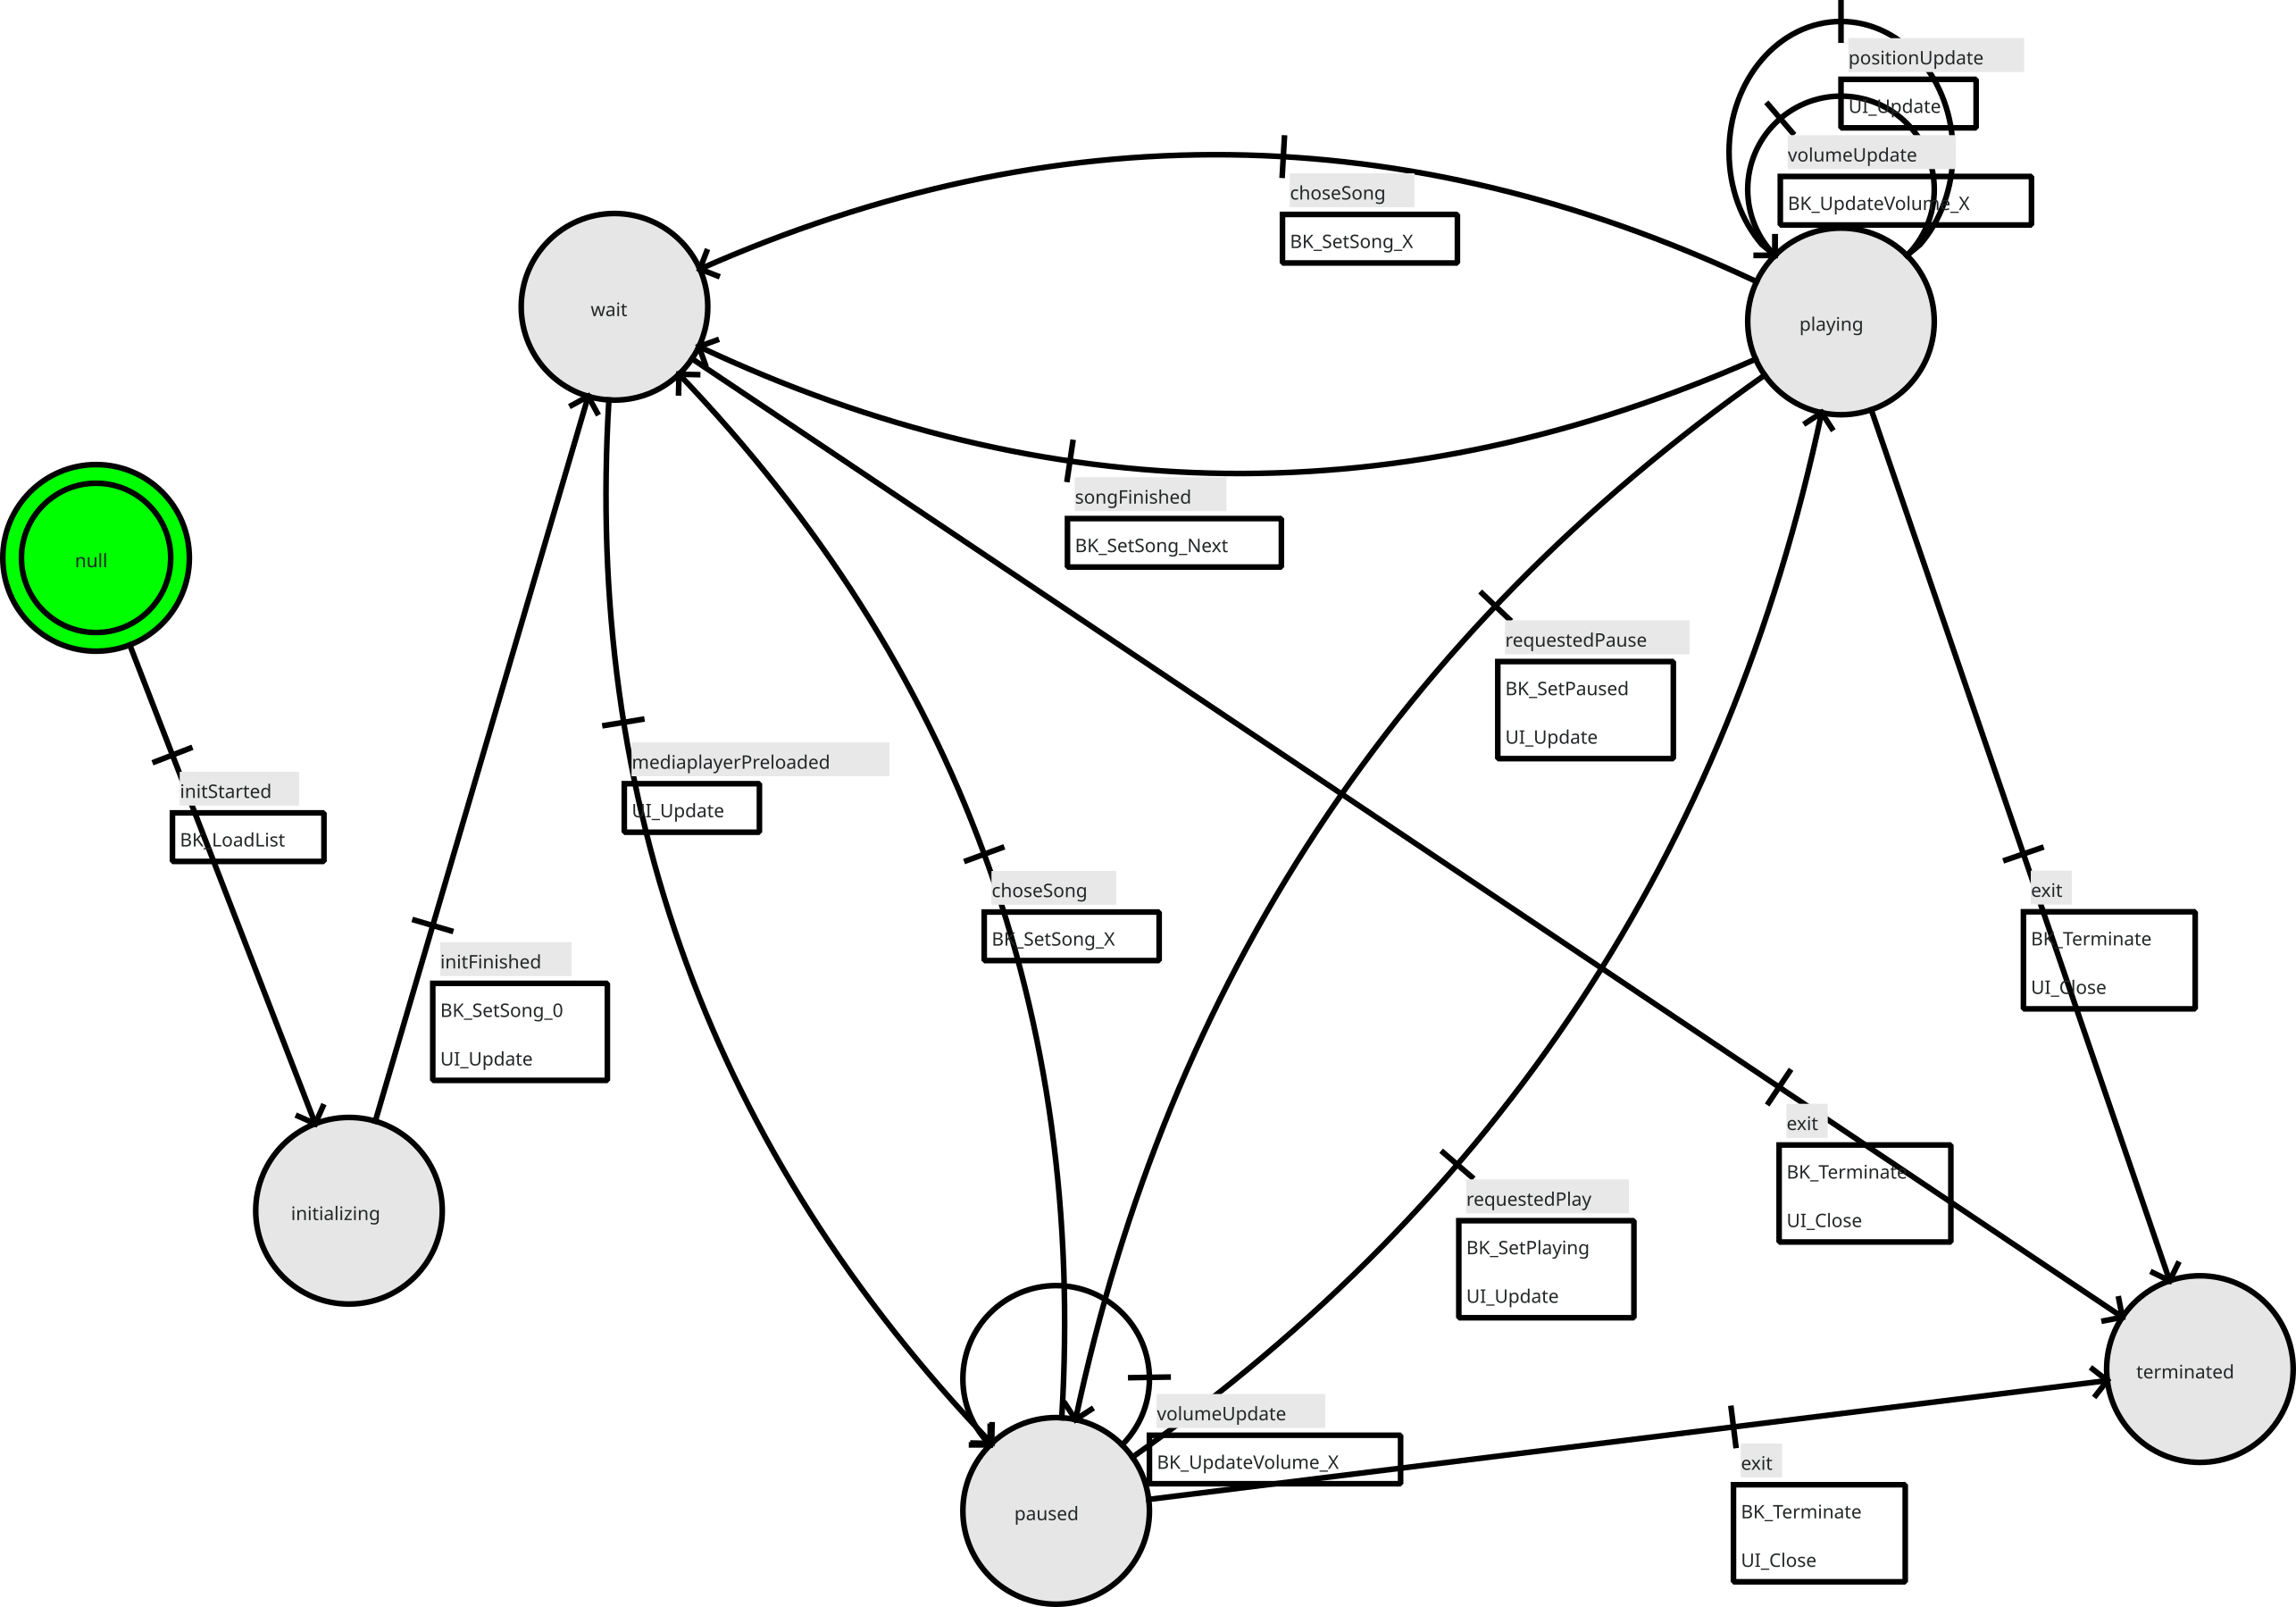 positionUpdate
UI_Update
volumeUpdate
BK_UpdateVolume_X
choseSong
BK_SetSong_X
wait
playing
songFinished
BK_SetSong_Next
null
requestedPause
BK_SetPaused
UI_Update
mediaplayerPreloaded
UI_Update
initStarted
BK_LoadList
choseSong
BK_SetSong_X
exit
BK_Terminate
UI_Close
initFinished
BK_SetSong_0
UI_Update
exit
BK_Terminate
UI_Close
requestedPlay
BK_SetPlaying
UI_Update
initializing
terminated
volumeUpdate
BK_UpdateVolume_X
exit
BK_Terminate
UI_Close
paused